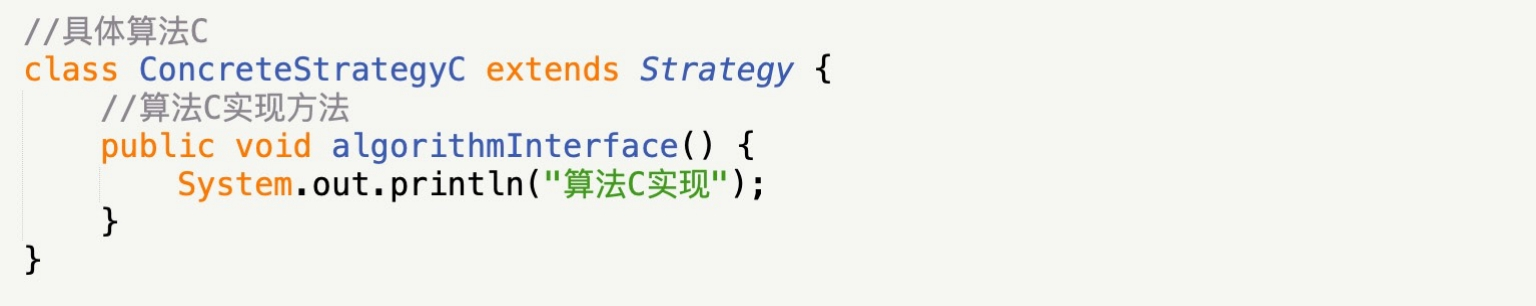 //具体算法C
class ConcreteStrategyC extends Strategy {
    //算法C实现方法
    public void algorithmInterface() {
        System.out.println("算法C实现");
    }
}